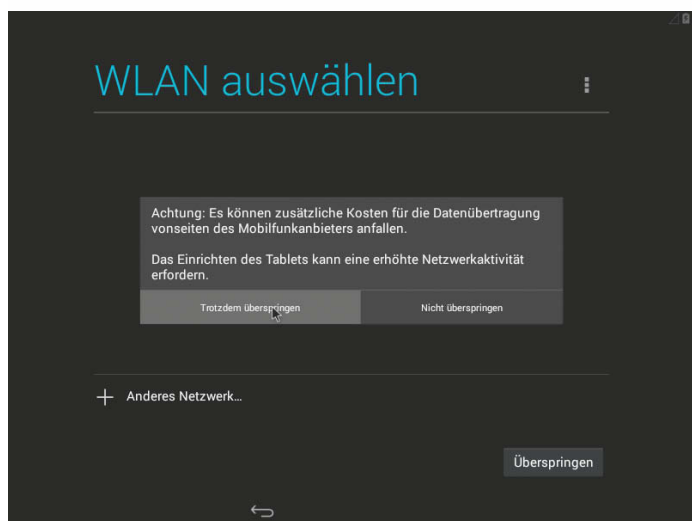 WLAN auswählen
Achtung: Es können zusätzliche Kosten für die Datenübertragung
vonseiten des Mobilfunkanbieters anfallen.
Das Einrichten des Tablets kann eine erhöhte Netzwerkaktivität
erfordern.
Trotzdem überspringen
Nicht überspringen
Anderes Netzwerk...
Überspringen